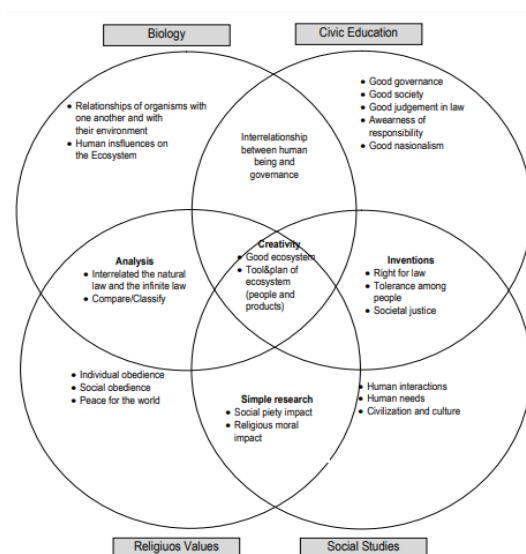 Biology
Civic Education
• Relationships of organisms with
one another and with
their environment
• Human insfluences on
the Ecosystem
Interrelationship
between human
being and
governance
• Good governance
• Good society
• Good judgement in law
• Awearness of
responsibility
• Good nasionalism
Analysis
• Interrelated the natural
law and the infinite law
• Compare/Classify
Creativity
• Good ecosystem
• Tool&plan of
ecosystem
(people and
products)
Inventions
• Right for law
• Tolerance among
people
• Societal justice
• Individual obedience
• Social obedience
• Peace for the world
Simple research
• Social piety impact
• Religious moral
impact
• Human interactions
• Human needs
• Civilization and culture
Religiuos Values
Social Studies